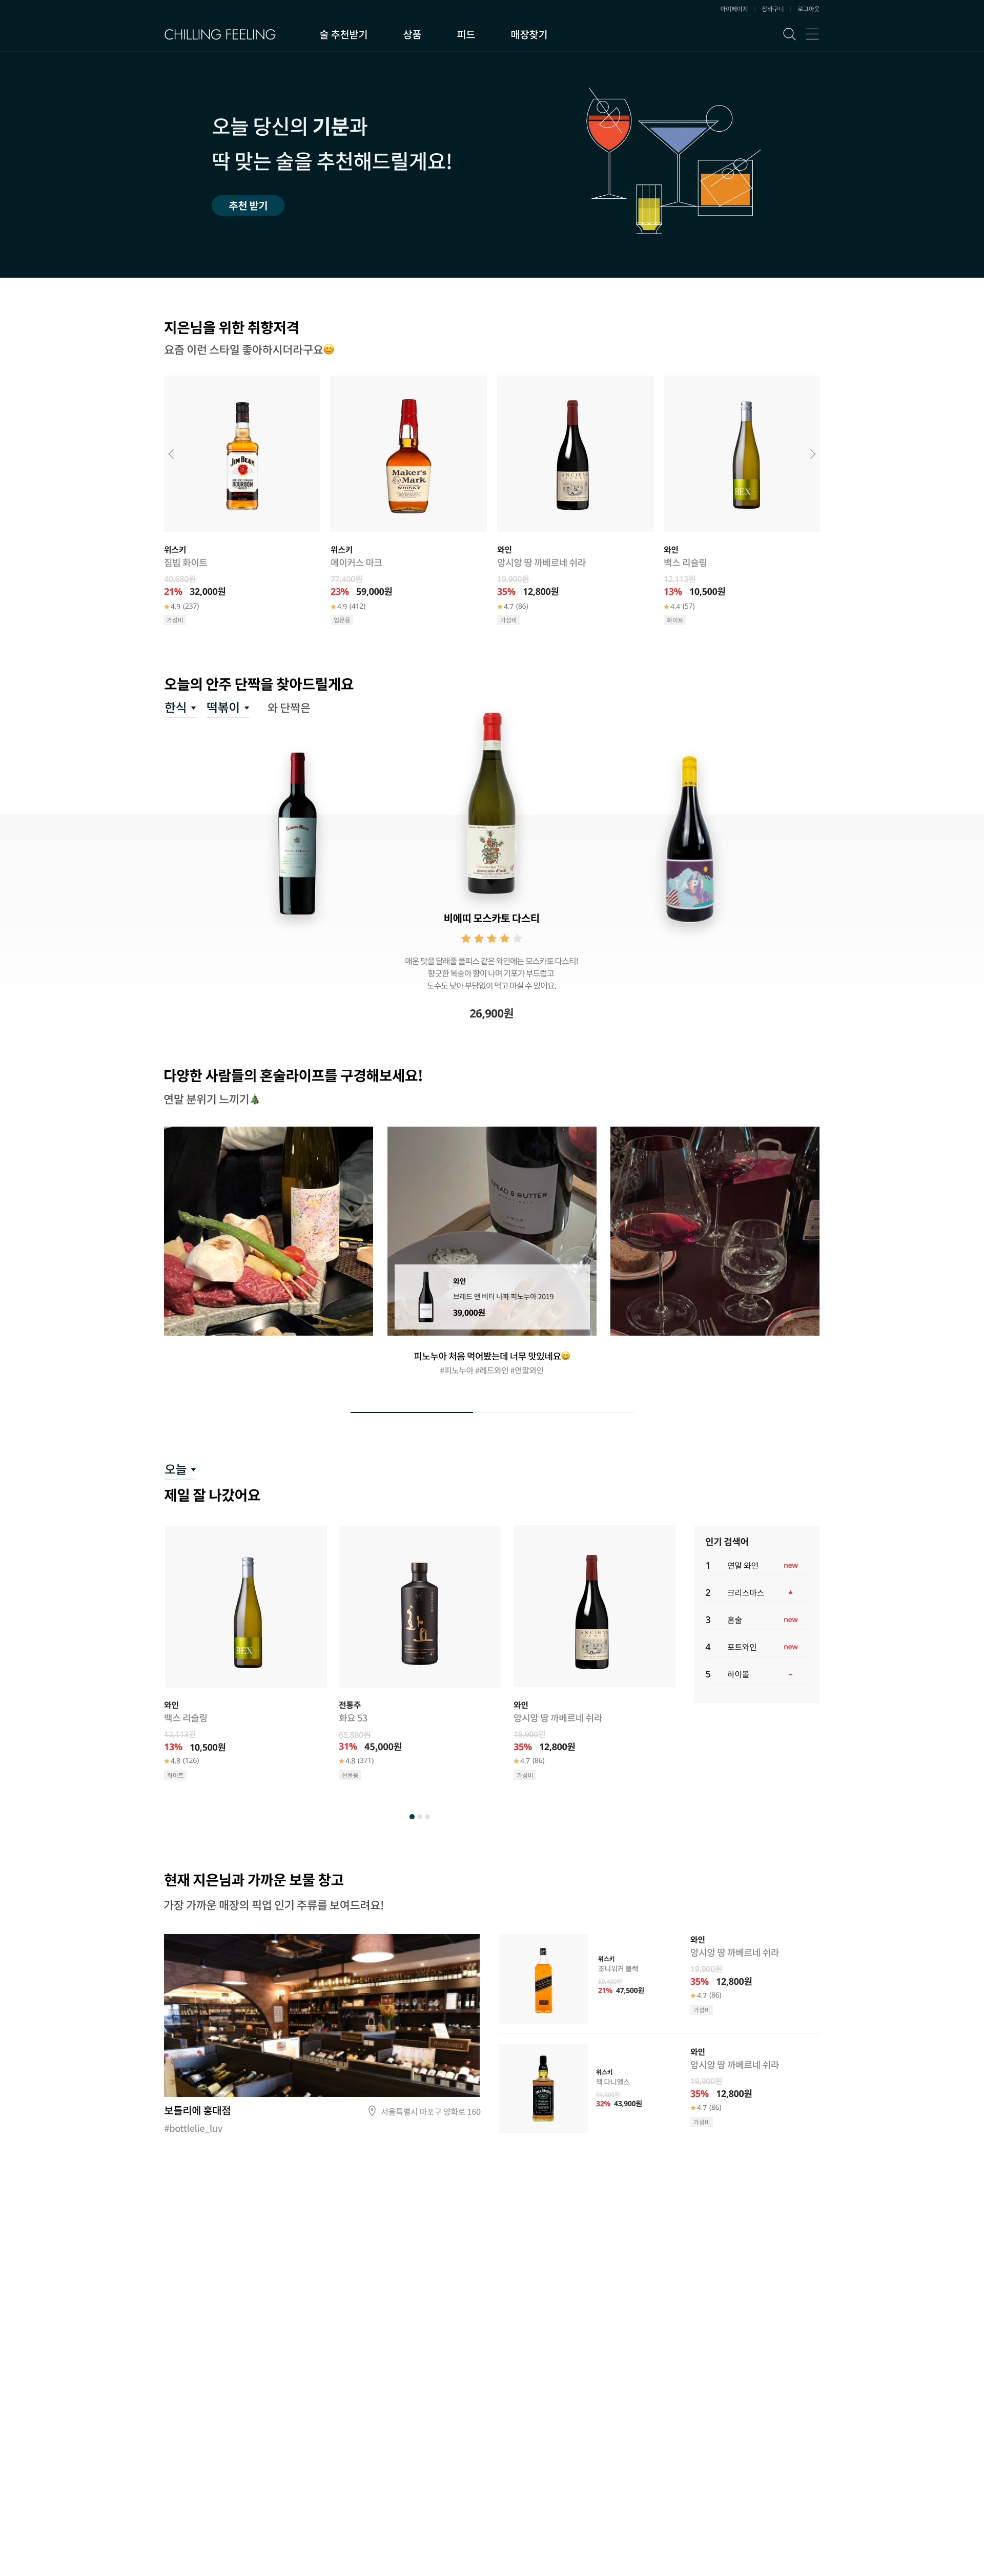 마이페이지 | 장바구니 | 로그아웃
CHILLING FEELING
술 추천받기
상품
피드
매장찾기
오늘 당신의 기분과
딱 맞는 술을 추천해드릴게요!
추천 받기
지은님을 위한 취향저격
요즘 이런 스타일 좋아하시더라구요😊
JIM BEAM
BOURBON
Maker's
Mark
WHISKY
BEX
위스키
짐빔 화이트
40,680원
21% 32,000원
4.9 (237)
가성비
위스키
메이커스 마크
77,400원
23% 59,000원
4.9 (412)
입문용
와인
앙시앙 땅 까베르네 쉬라
19,900원
35% 12,800원
4.7 (86)
가성비
와인
백스 리슬링
12,113원
13% 10,500원
4.4 (57)
화이트
오늘의 안주 단짝을 찾아드릴게요
한식 ▾ 떡볶이 ▾ 와 단짝은
TAPI
비에띠 모스카토 다스티
매운 맛을 달래줄 쿨피스 같은 와인에는 모스카토 다스티!
향긋한 복숭아 향이 나며 기포가 부드럽고
도수도 낮아 부담없이 먹고 마실 수 있어요.
26,900원
다양한 사람들의 혼술라이프를 구경해보세요!
연말 분위기 느끼기🎄
BREAD & BUTTER
와인
브레드 앤 버터 나파 피노누아 2019
39,000원
피노누아 처음 먹어봤는데 너무 맛있네요😄
#피노누아 #레드와인 #연말와인
오늘 ▾
제일 잘 나갔어요
BEX
와인
백스 리슬링
12,113원
13% 10,500원
4.8 (126)
화이트
전통주
화요 53
65,880원
31% 45,000원
4.8 (371)
선물용
와인
앙시앙 땅 까베르네 쉬라
19,900원
35% 12,800원
4.7 (86)
가성비
인기 검색어
1 연말 와인 new
2 크리스마스 ▲
3 혼술 new
4 포트와인 new
5 하이볼 -
현재 지은님과 가까운 보물 창고
가장 가까운 매장의 픽업 인기 주류를 보여드려요!
보틀리에 홍대점
서울특별시 마포구 양화로 160
#bottlelie_luv
위스키
조니워커 블랙
21% 47,500원
와인
앙시앙 땅 까베르네 쉬라
19,900원
35% 12,800원
4.7 (86)
가성비
위스키
잭 다니엘스
32% 43,900원
와인
앙시앙 땅 까베르네 쉬라
19,900원
35% 12,800원
4.7 (86)
가성비